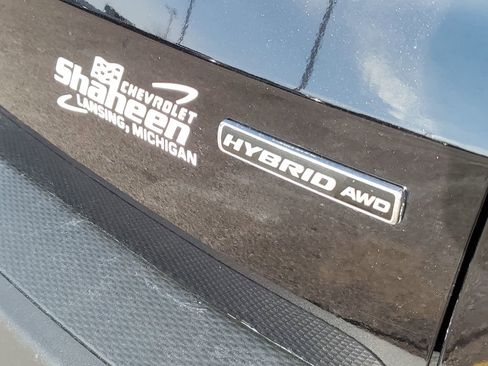 CHEVROLET
Shaheen
LANSING, MICHIGAN
HYBRID AWD